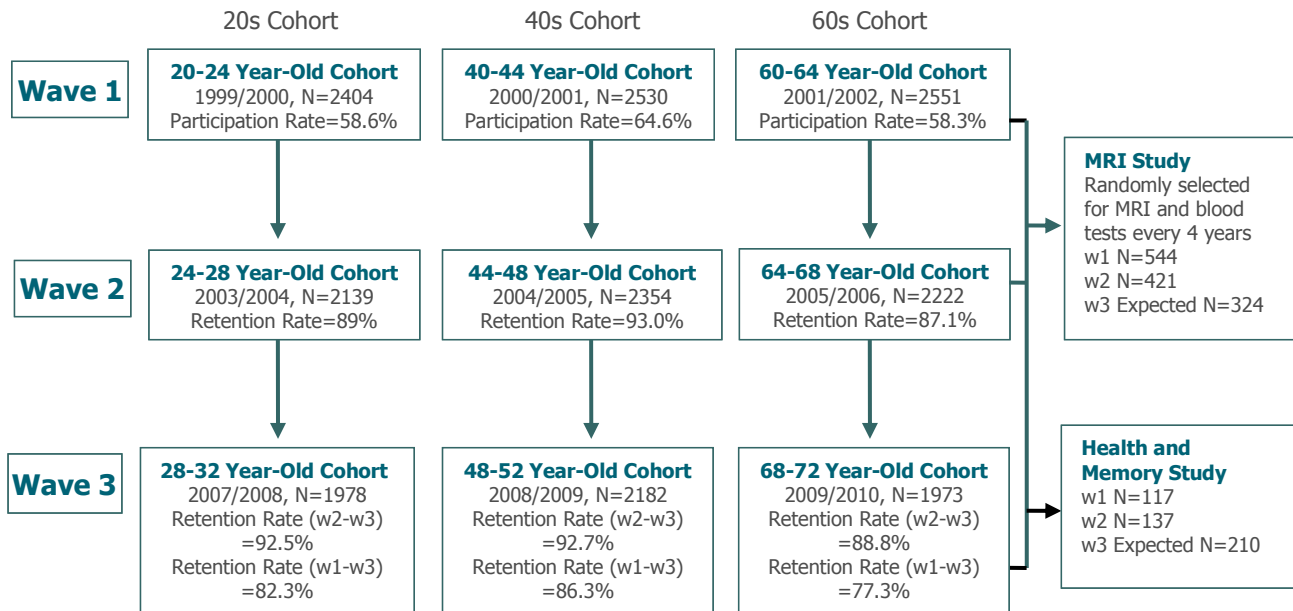 20s Cohort
40s Cohort
60s Cohort
Wave 1
20-24 Year-Old Cohort
1999/2000, N=2404
Participation Rate=58.6%
40-44 Year-Old Cohort
2000/2001, N=2530
Participation Rate=64.6%
60-64 Year-Old Cohort
2001/2002, N=2551
Participation Rate=58.3%
MRI Study
Randomly selected
for MRI and blood
tests every 4 years
w1 N=544
w2 N=421
w3 Expected N=324
Wave 2
24-28 Year-Old Cohort
2003/2004, N=2139
Retention Rate=89%
44-48 Year-Old Cohort
2004/2005, N=2354
Retention Rate=93.0%
64-68 Year-Old Cohort
2005/2006, N=2222
Retention Rate=87.1%
Wave 3
28-32 Year-Old Cohort
2007/2008, N=1978
Retention Rate (w2-w3)
=92.5%
Retention Rate (w1-w3)
=82.3%
48-52 Year-Old Cohort
2008/2009, N=2182
Retention Rate (w2-w3)
=92.7%
Retention Rate (w1-w3)
=86.3%
68-72 Year-Old Cohort
2009/2010, N=1973
Retention Rate (w2-w3)
=88.8%
Retention Rate (w1-w3)
=77.3%
Health and
Memory Study
w1 N=117
w2 N=137
w3 Expected N=210